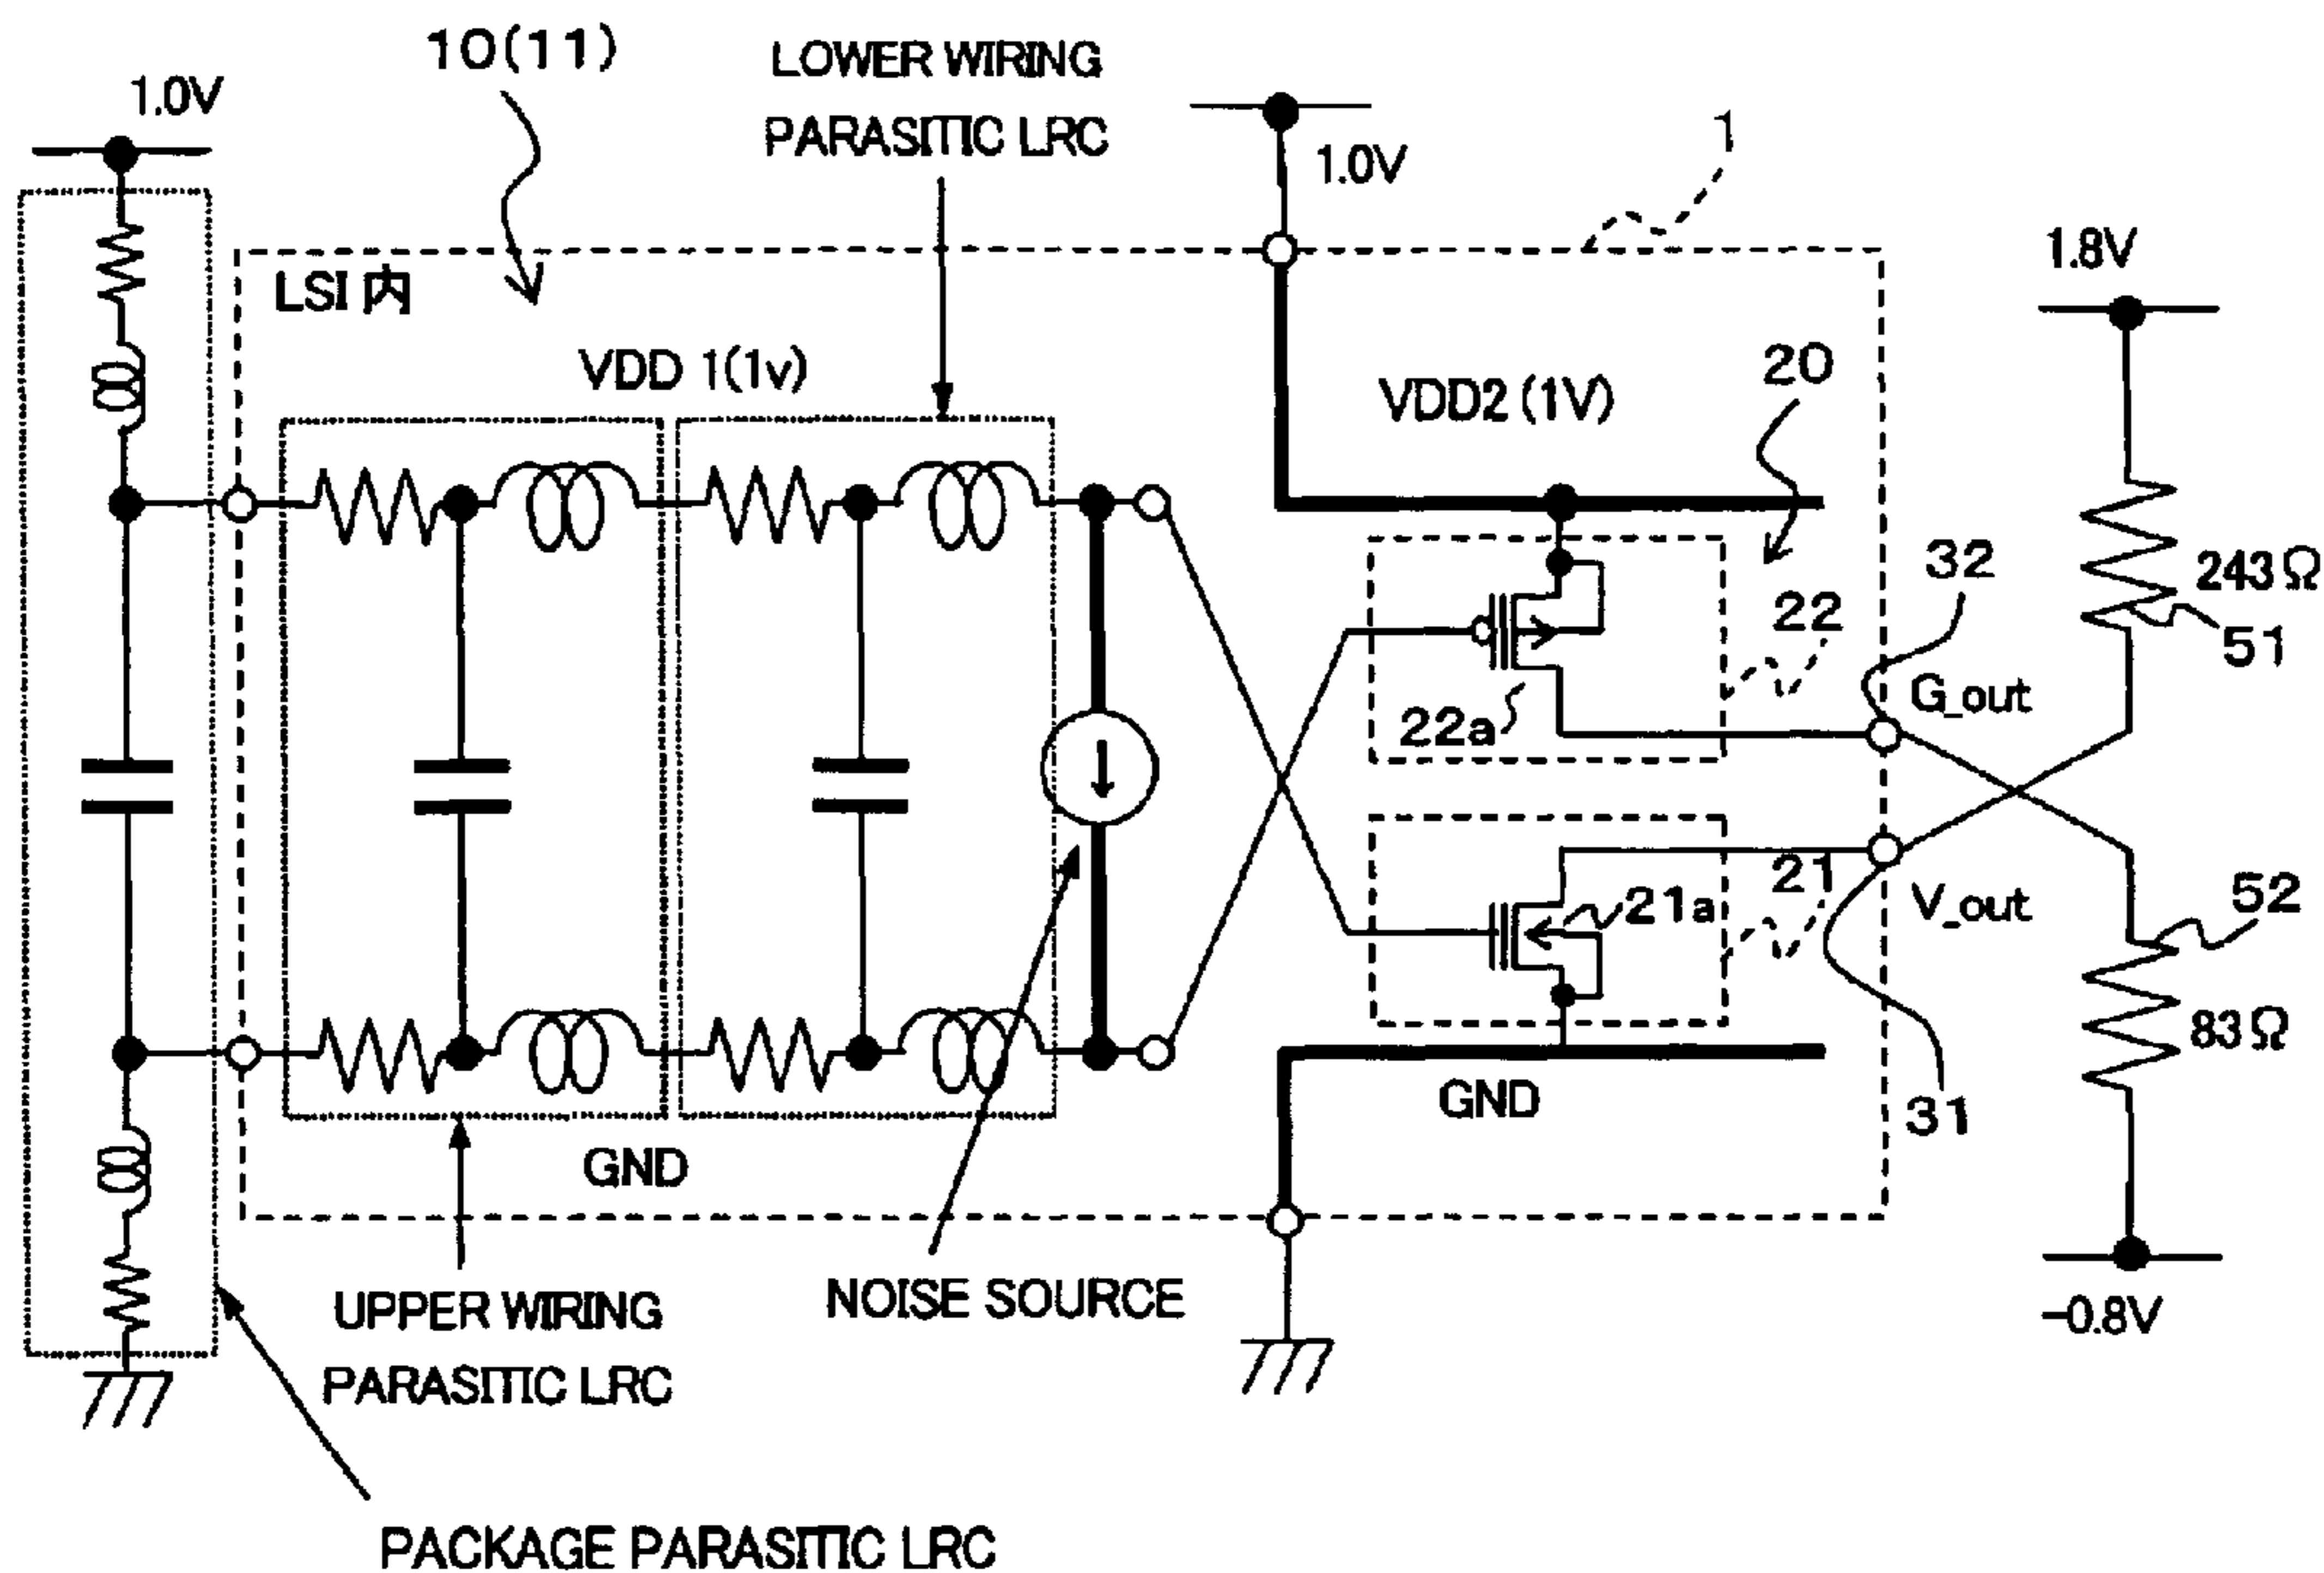 10(11)
LOWER WIRING
PARASITIC LRC
1.0V
1.0V
1
LSI 内
1.8V
VDD 1(1v)
VDD2 (1V)
20
32
243Ω
22
51
G_out
22a
21
21a
V_out
52
83Ω
GND
31
GND
UPPER WIRING
PARASITIC LRC
NOISE SOURCE
-0.8V
PACKAGE PARASITIC LRC